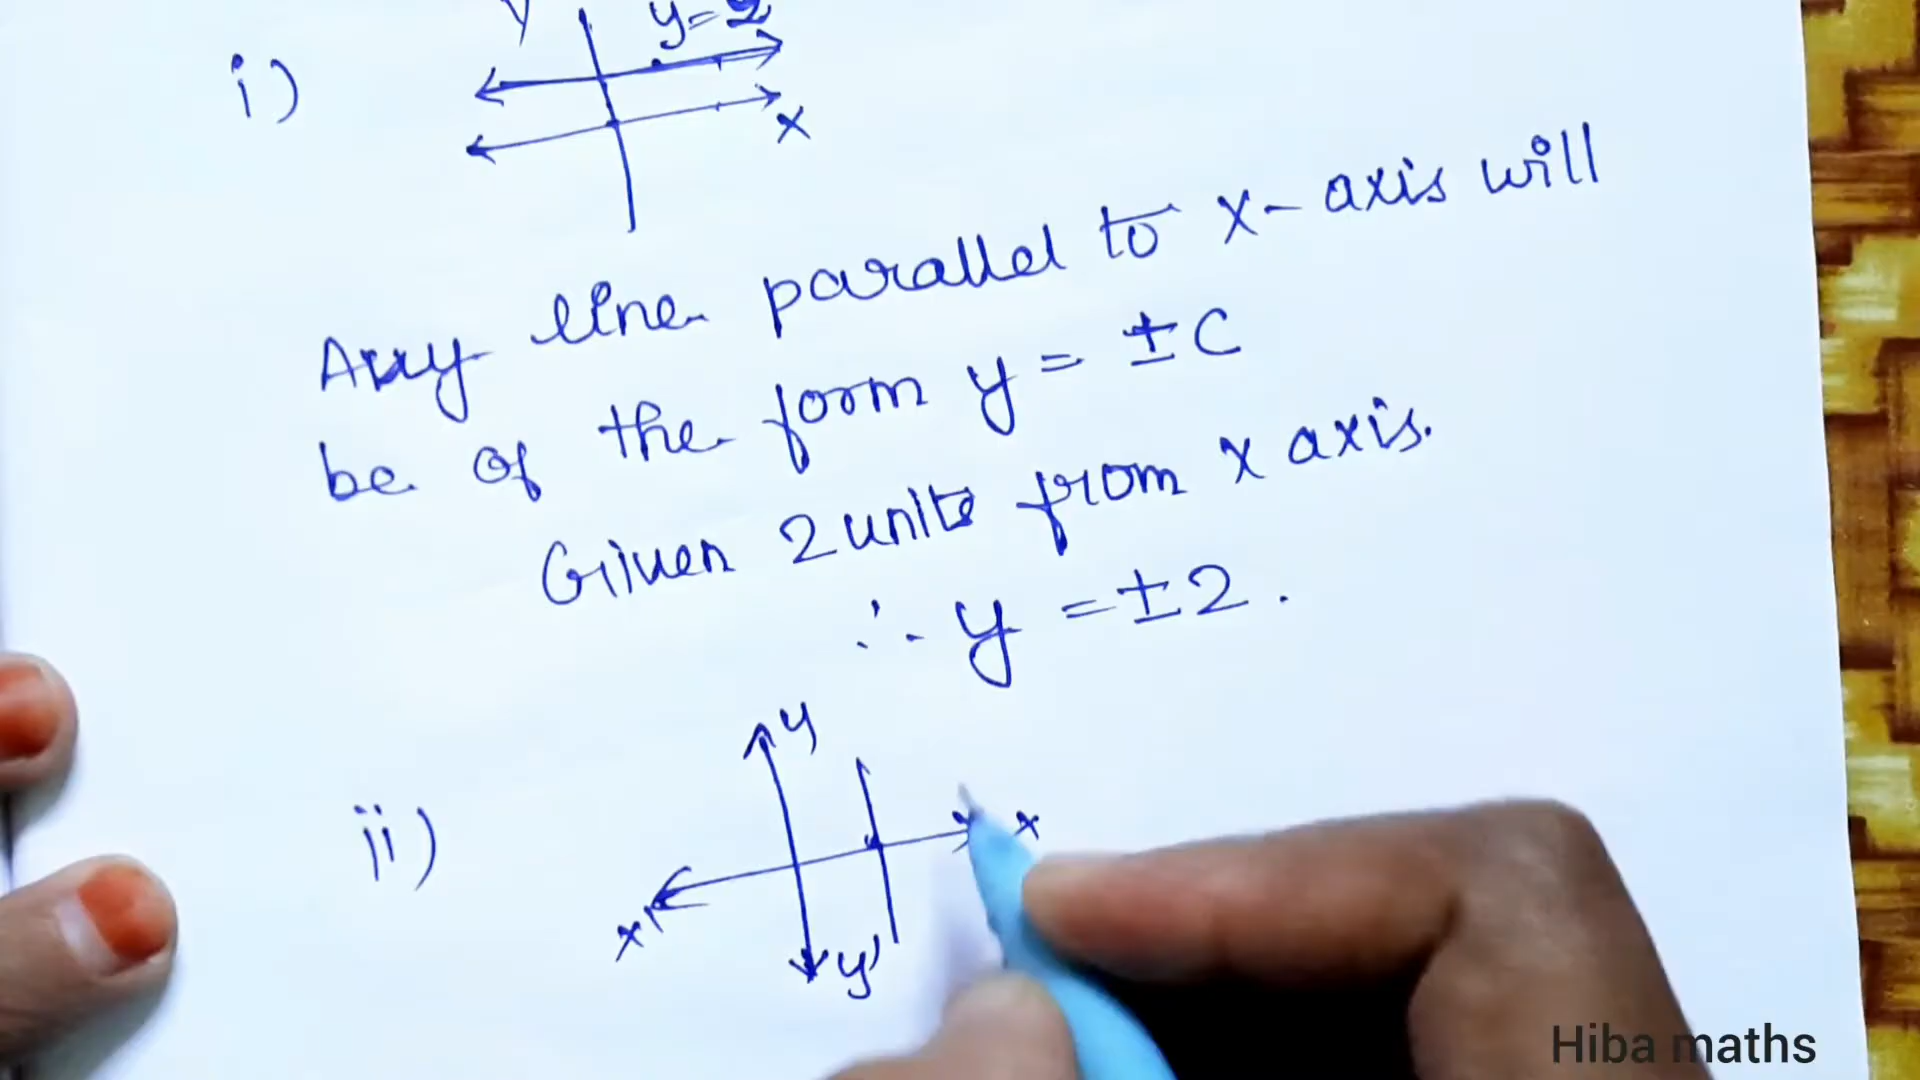 y
y=2
i)
x
Any line parallel to x-axis will
be of the form y = ±C
Given 2 units from x axis.
∴ y = ±2.
y
ii)
x
x'
y'
Hiba maths